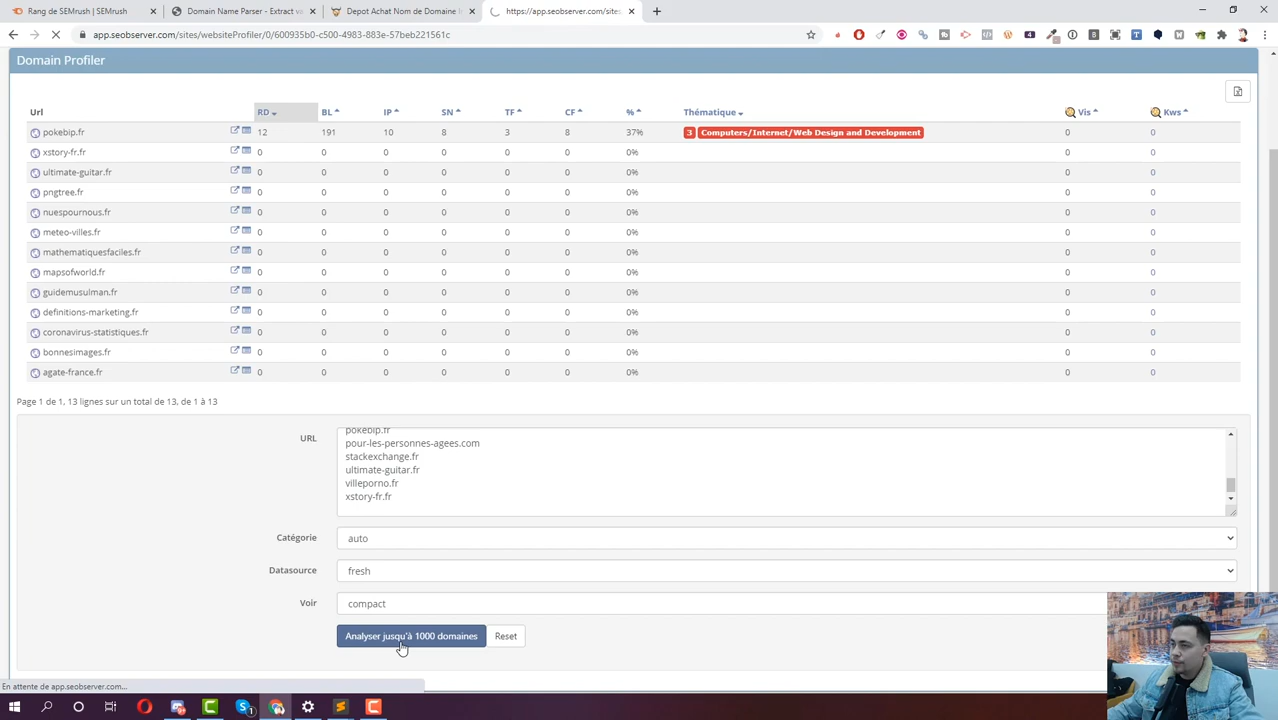 Rang de SEMrush | SEMrush
Domain Name Parser - Extract va
Depot Achat Nom de Domaine I
https://app.seobserver.com/sites
app.seobserver.com/sites/websiteProfiler/0/600935b0-c500-4983-883e-57beb221561c
Domain Profiler
Url RD BL IP SN TF CF % Thématique Vis Kws
pokebip.fr 12 191 10 8 3 8 37% 3 Computers/Internet/Web Design and Development 0 0
xstory-fr.fr 0 0 0 0 0 0 0% 0 0
ultimate-guitar.fr 0 0 0 0 0 0 0% 0 0
pngtree.fr 0 0 0 0 0 0 0% 0 0
nuespournous.fr 0 0 0 0 0 0 0% 0 0
meteo-villes.fr 0 0 0 0 0 0 0% 0 0
mathematiquesfaciles.fr 0 0 0 0 0 0 0% 0 0
mapsofworld.fr 0 0 0 0 0 0 0% 0 0
guidemusulman.fr 0 0 0 0 0 0 0% 0 0
definitions-marketing.fr 0 0 0 0 0 0 0% 0 0
coronavirus-statistiques.fr 0 0 0 0 0 0 0% 0 0
bonnesimages.fr 0 0 0 0 0 0 0% 0 0
agate-france.fr 0 0 0 0 0 0 0% 0 0
Page 1 de 1, 13 lignes sur un total de 13, de 1 à 13
URL
pokebip.fr
pour-les-personnes-agees.com
stackexchange.fr
ultimate-guitar.fr
villeporno.fr
xstory-fr.fr
Catégorie auto
Datasource fresh
Voir compact
Analyser jusqu'à 1000 domaines Reset
En attente de app.seobserver.com...